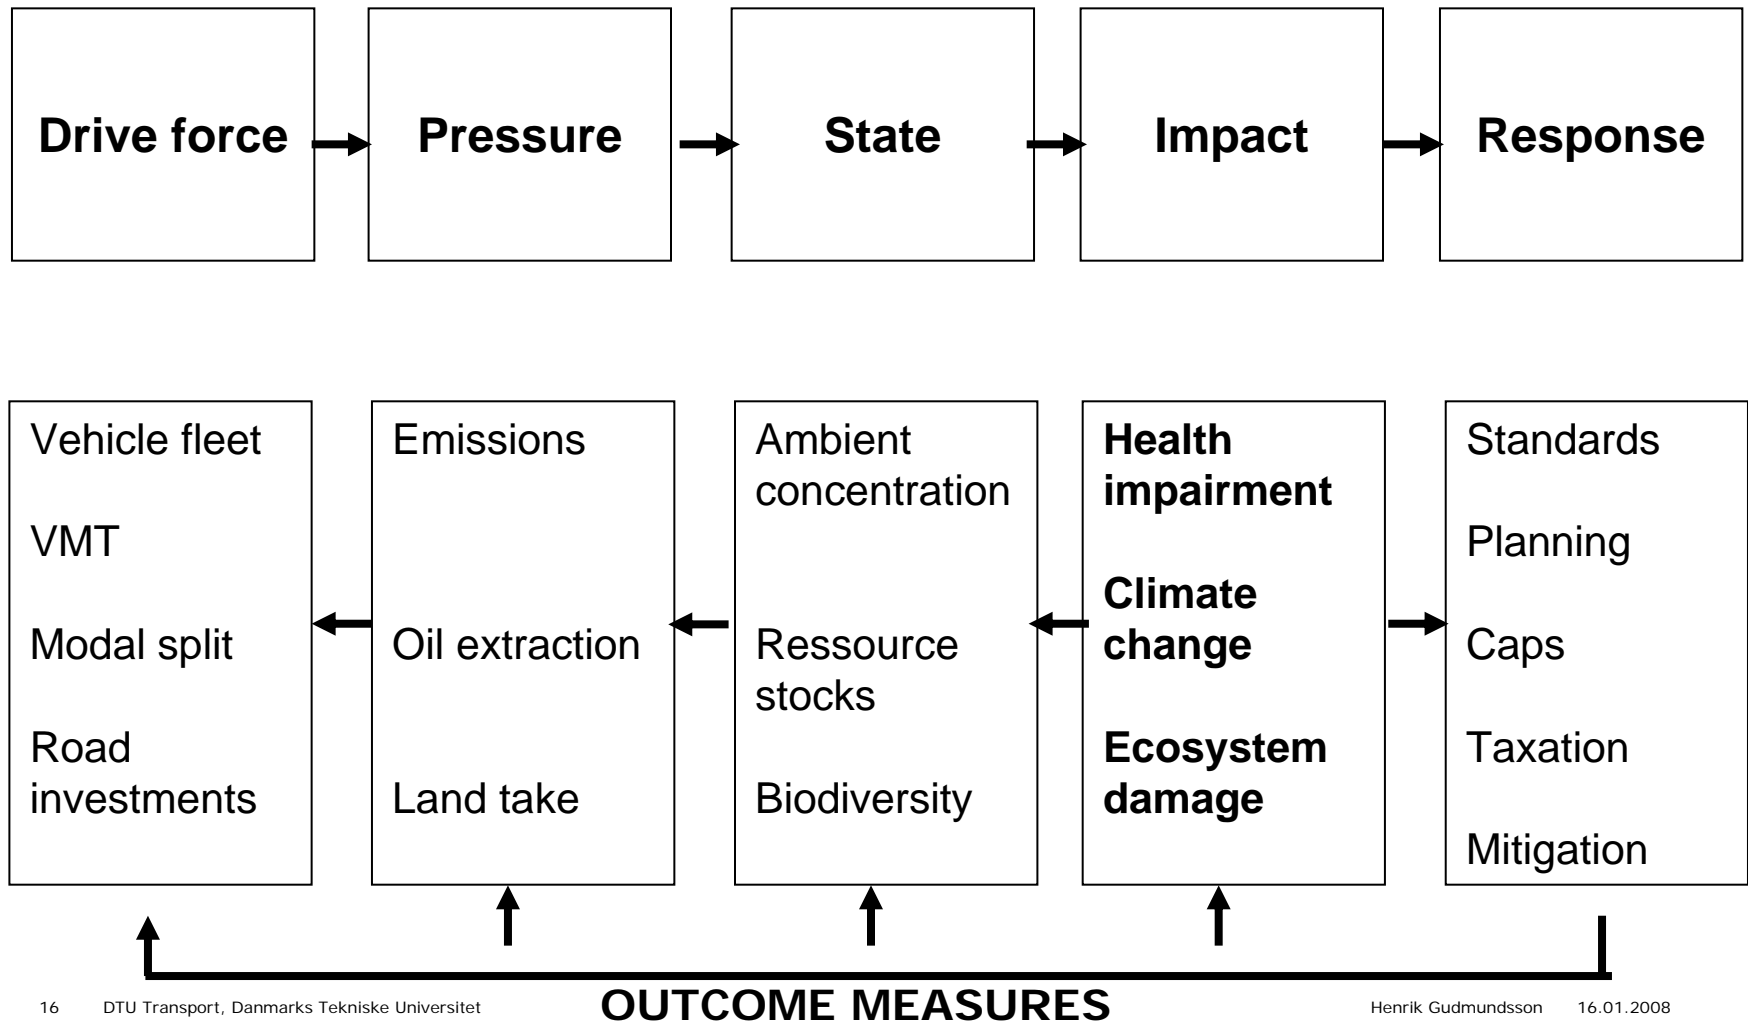 Drive force
Pressure
State
Impact
Response
Vehicle fleet
VMT
Modal split
Road
investments
Emissions
Oil extraction
Land take
Ambient
concentration
Ressource
stocks
Biodiversity
Health
impairment
Climate
change
Ecosystem
damage
Standards
Planning
Caps
Taxation
Mitigation
16 DTU Transport, Danmarks Tekniske Universitet
OUTCOME MEASURES
Henrik Gudmundsson 16.01.2008